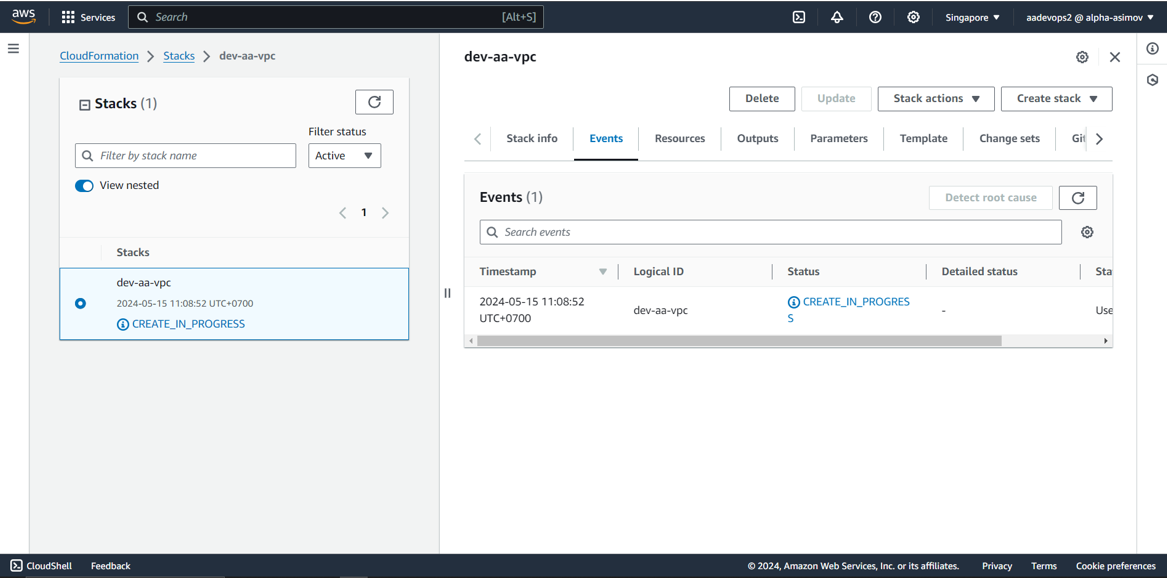 aws
Services
Search
[Alt+S]
Singapore
aadevops2 @ alpha-asimov
CloudFormation
Stacks
dev-aa-vpc
Stacks (1)
Filter status
Filter by stack name
Active
View nested
1
Stacks
dev-aa-vpc
2024-05-15 11:08:52 UTC+0700
CREATE_IN_PROGRESS
dev-aa-vpc
Delete
Update
Stack actions
Create stack
Stack info
Events
Resources
Outputs
Parameters
Template
Change sets
Git
Events (1)
Detect root cause
Search events
Timestamp
Logical ID
Status
Detailed status
Sta
2024-05-15 11:08:52
UTC+0700
dev-aa-vpc
CREATE_IN_PROGRES
S
-
Use
CloudShell
Feedback
© 2024, Amazon Web Services, Inc. or its affiliates.
Privacy
Terms
Cookie preferences